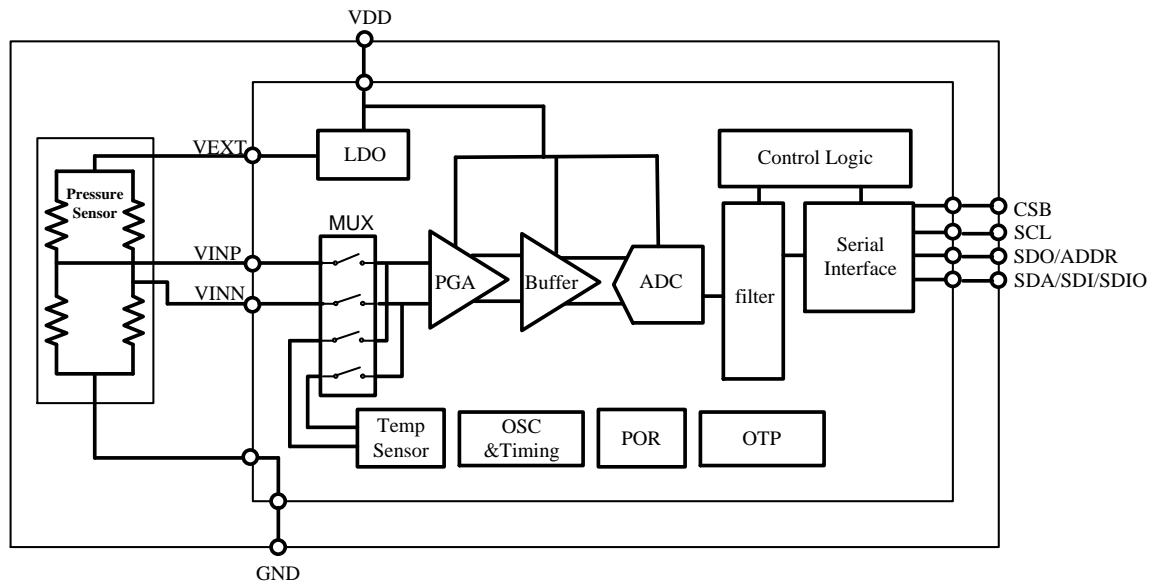 VDD
VEXT
LDO
Control Logic
Pressure
Sensor
MUX
CSB
SCL
SDO/ADDR
SDA/SDI/SDIO
VINP
VINN
PGA
Buffer
ADC
filter
Serial
Interface
Temp
Sensor
OSC
&Timing
POR
OTP
GND